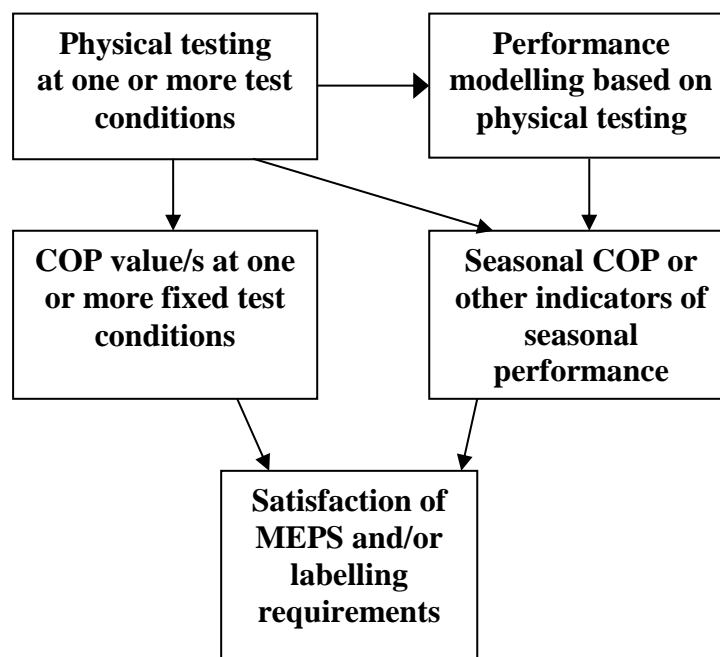 Physical testing
at one or more test
conditions
Performance
modelling based on
physical testing
COP value/s at one
or more fixed test
conditions
Seasonal COP or
other indicators of
seasonal
performance
Satisfaction of
MEPS and/or
labelling
requirements